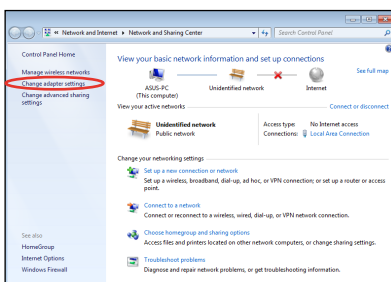 « Network and Internet ▸ Network and Sharing Center
Search Control Panel
Control Panel Home
Manage wireless networks
Change adapter settings
Change advanced sharing
settings
See also
HomeGroup
Internet Options
Windows Firewall
View your basic network information and set up connections
See full map
ASUS-PC
(This computer)
Unidentified network
Internet
View your active networks
Connect or disconnect
Unidentified network
Public network
Access type: No Internet access
Connections: Local Area Connection
Change your networking settings
Set up a new connection or network
Set up a wireless, broadband, dial-up, ad hoc, or VPN connection; or set up a router or access
point.
Connect to a network
Connect or reconnect to a wireless, wired, dial-up, or VPN network connection.
Choose homegroup and sharing options
Access files and printers located on other network computers, or change sharing settings.
Troubleshoot problems
Diagnose and repair network problems, or get troubleshooting information.